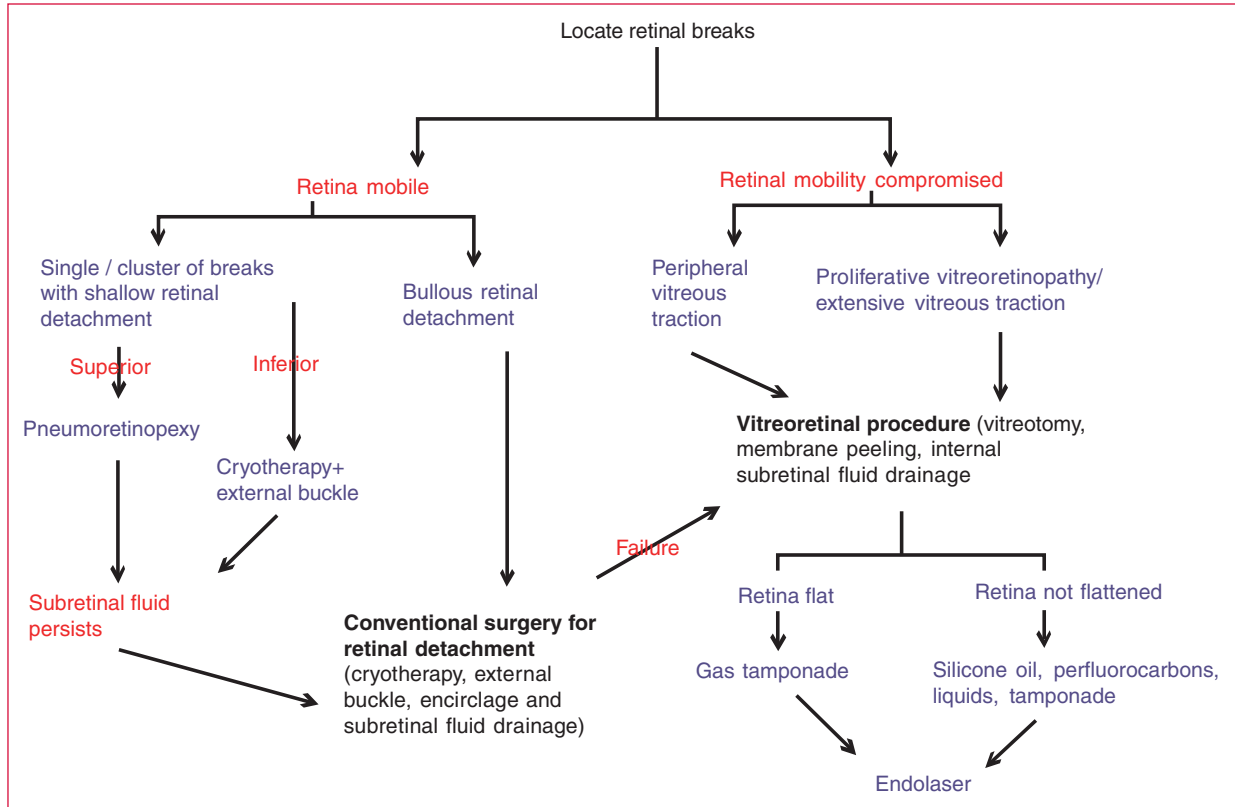 Locate retinal breaks
Retina mobile
Retinal mobility compromised
Single / cluster of breaks
with shallow retinal
detachment
Bullous retinal
detachment
Peripheral
vitreous
traction
Proliferative vitreoretinopathy/
extensive vitreous traction
Superior
Inferior
Pneumoretinopexy
Cryotherapy+
external buckle
Vitreoretinal procedure (vitreotomy,
membrane peeling, internal
subretinal fluid drainage
Failure
Subretinal fluid
persists
Conventional surgery for
retinal detachment
(cryotherapy, external
buckle, encirclage and
subretinal fluid drainage)
Retina flat
Retina not flattened
Gas tamponade
Silicone oil, perfluorocarbons,
liquids, tamponade
Endolaser